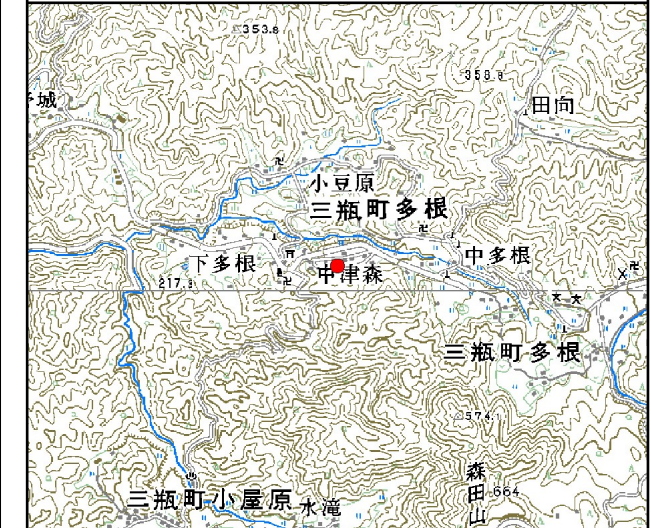 353.8
358.8
城
田向
小豆原
三瓶町多根
下多根
中多根
中津森
217.3
三瓶町多根
574.1
森田山
664
三瓶町小屋原
水滝